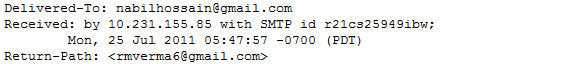 Delivered-To: nabilhossain@gmail.com
Received: by 10.231.155.85 with SMTP id r21cs25949ibw;
Mon, 25 Jul 2011 05:47:57 -0700 (PDT)
Return-Path: <rmverma6@gmail.com>